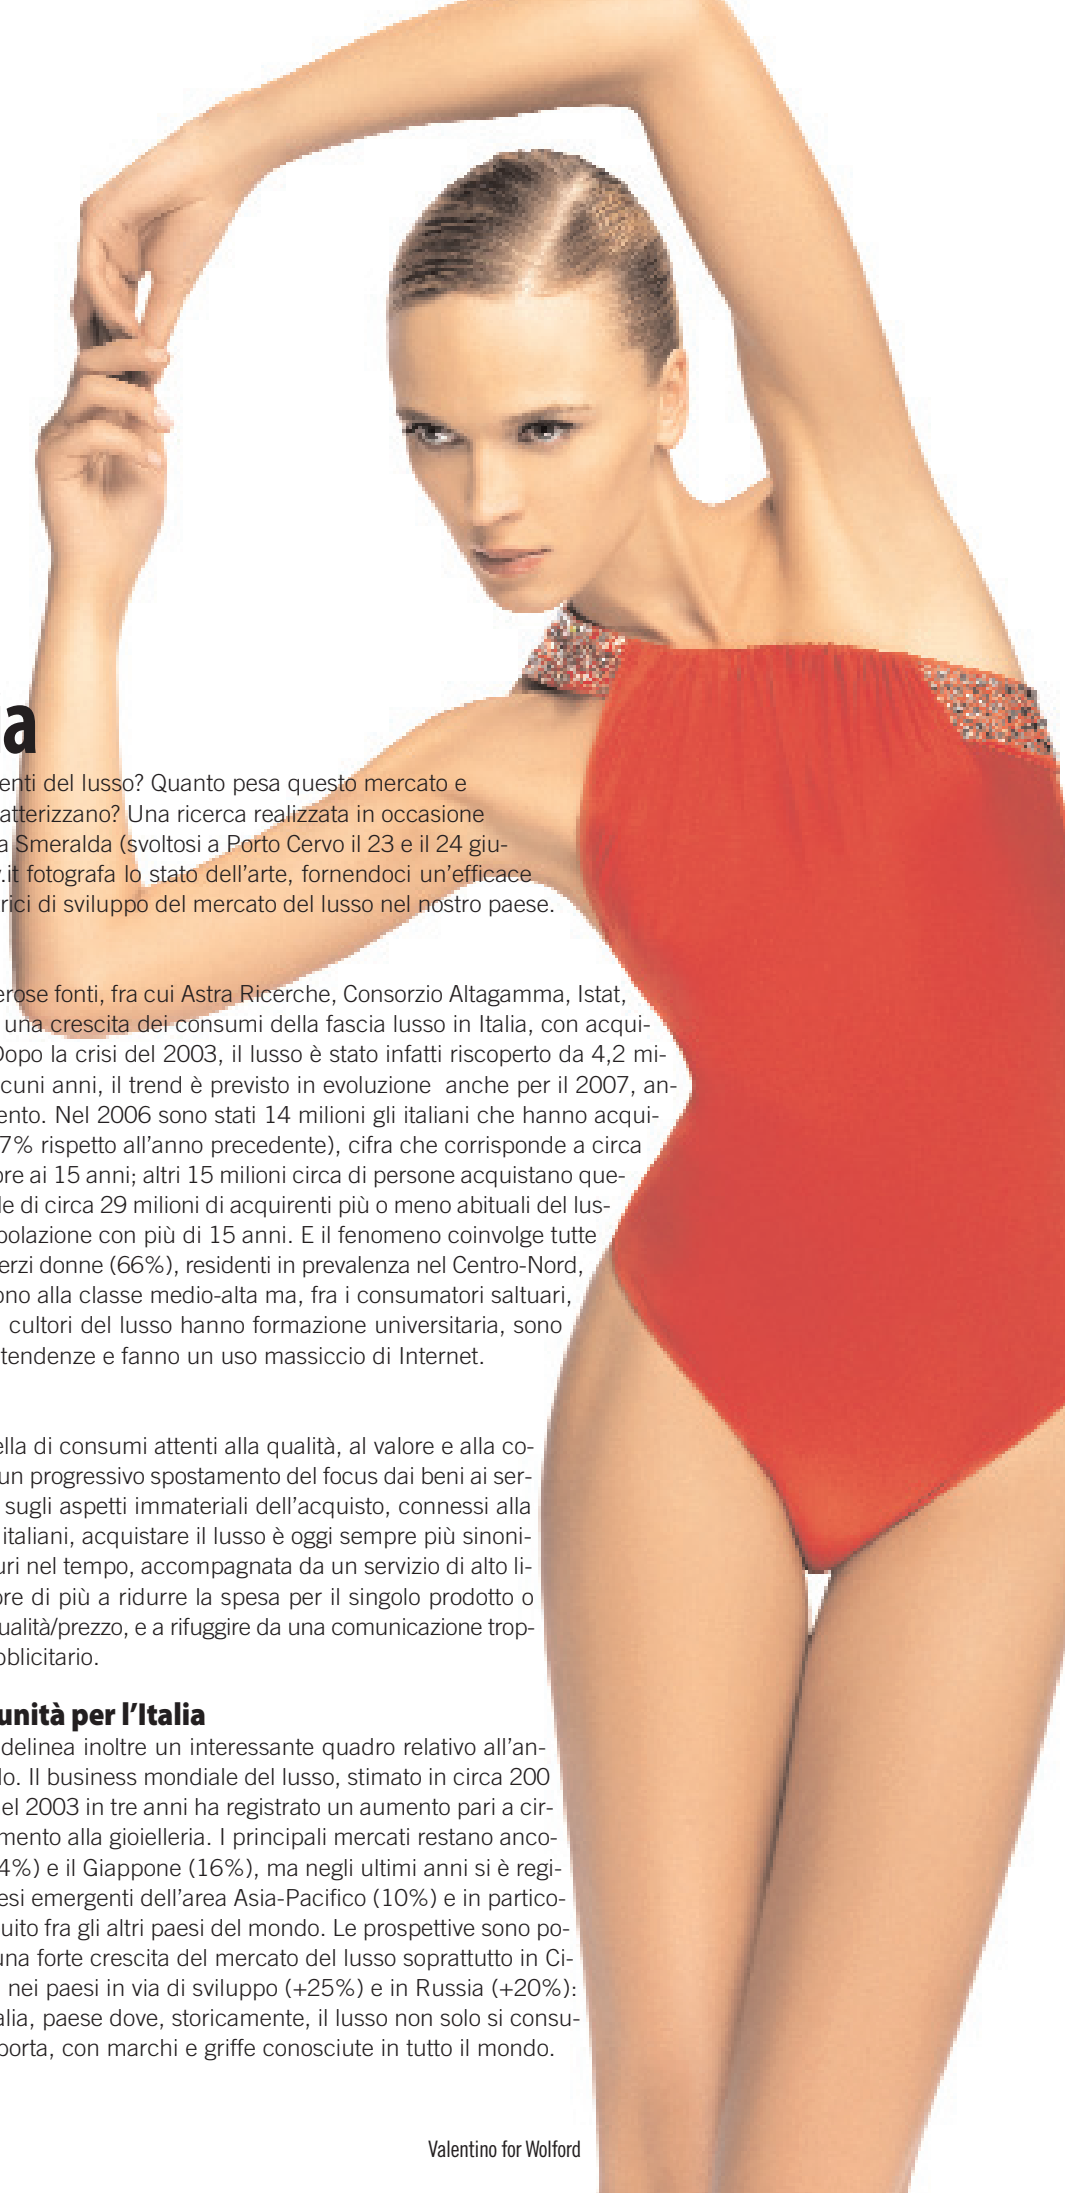 a
enti del lusso? Quanto pesa questo mercato e
atterizzano? Una ricerca realizzata in occasione
a Smeralda (svoltosi a Porto Cervo il 23 e il 24 giu-
.it fotografa lo stato dell’arte, fornendoci un’efficace
rici di sviluppo del mercato del lusso nel nostro paese.
erose fonti, fra cui Astra Ricerche, Consorzio Altagamma, Istat,
una crescita dei consumi della fascia lusso in Italia, con acqui-
Dopo la crisi del 2003, il lusso è stato infatti riscoperto da 4,2 mi-
cuni anni, il trend è previsto in evoluzione anche per il 2007, an-
ento. Nel 2006 sono stati 14 milioni gli italiani che hanno acqui-
7% rispetto all’anno precedente), cifra che corrisponde a circa
ore ai 15 anni; altri 15 milioni circa di persone acquistano que-
le di circa 29 milioni di acquirenti più o meno abituali del lus-
polazione con più di 15 anni. E il fenomeno coinvolge tutte
erzi donne (66%), residenti in prevalenza nel Centro-Nord,
ono alla classe medio-alta ma, fra i consumatori saltuari,
cultori del lusso hanno formazione universitaria, sono
tendenze e fanno un uso massiccio di Internet.
ella di consumi attenti alla qualità, al valore e alla co-
un progressivo spostamento del focus dai beni ai ser-
sugli aspetti immateriali dell’acquisto, connessi alla
italiani, acquistare il lusso è oggi sempre più sinoni-
uri nel tempo, accompagnata da un servizio di alto li-
ore di più a ridurre la spesa per il singolo prodotto o
ualità/prezzo, e a rifuggire da una comunicazione trop-
bblicitario.
unità per l’Italia
delinea inoltre un interessante quadro relativo all’an-
do. Il business mondiale del lusso, stimato in circa 200
el 2003 in tre anni ha registrato un aumento pari a cir-
mento alla gioielleria. I principali mercati restano anco-
4%) e il Giappone (16%), ma negli ultimi anni si è regi-
esi emergenti dell’area Asia-Pacifico (10%) e in partico-
uito fra gli altri paesi del mondo. Le prospettive sono po-
una forte crescita del mercato del lusso soprattutto in Ci-
nei paesi in via di sviluppo (+25%) e in Russia (+20%):
alia, paese dove, storicamente, il lusso non solo si consu-
porta, con marchi e griffe conosciute in tutto il mondo.
Valentino for Wolford